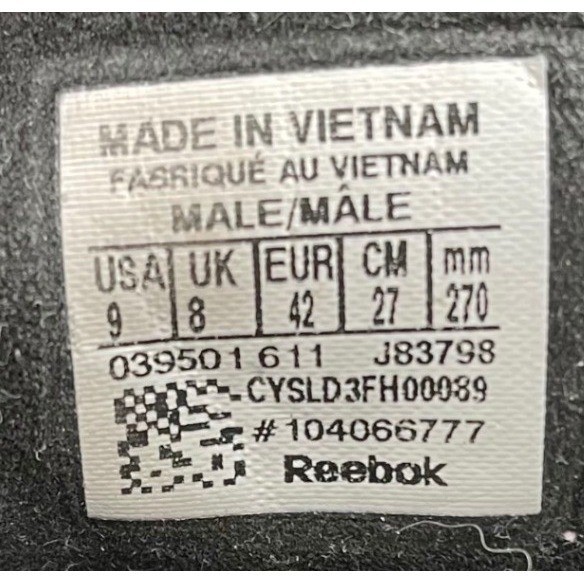 MADE IN VIETNAM
FABRIQUÉ AU VIETNAM
MALE/MÂLE
USA UK EUR CM mm
9 8 42 27 270
039501 611 J83798
CYSLD3FH00089
#104066777
Reebok